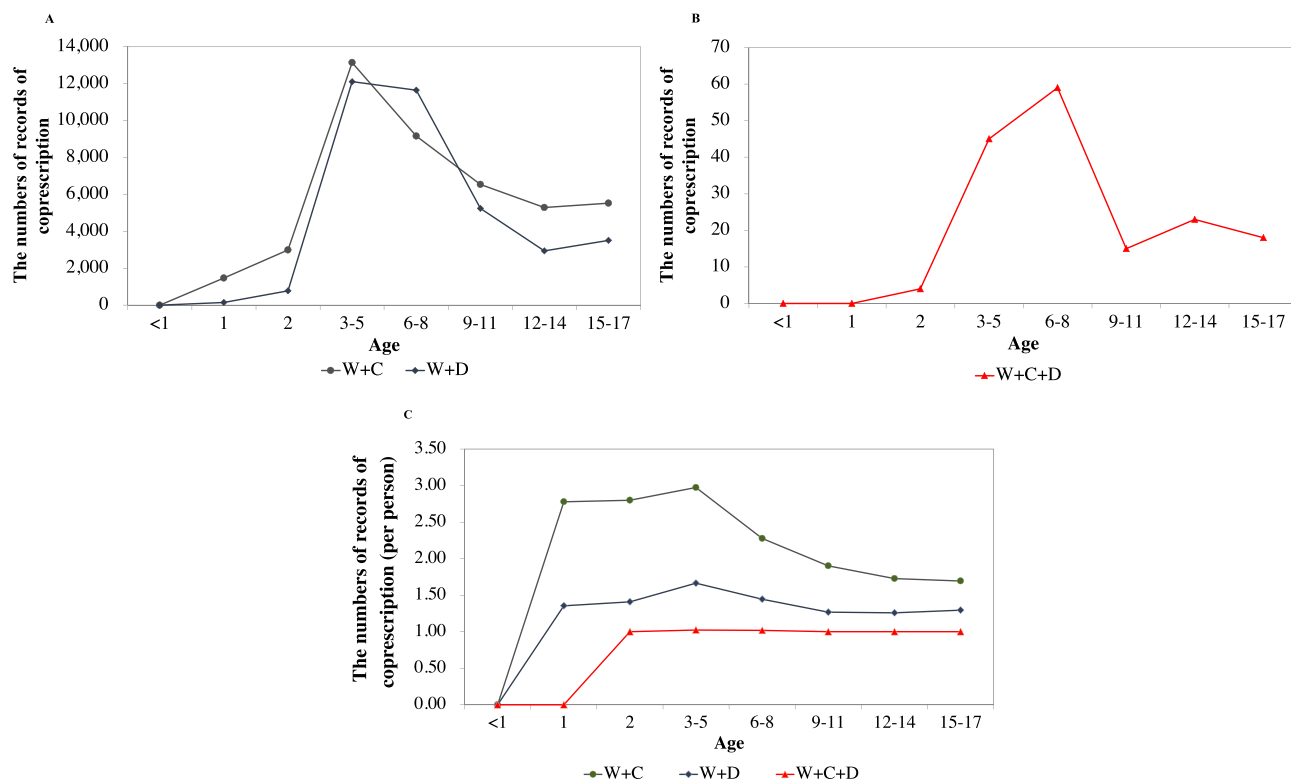 A
The numbers of records of
coprescription
14,000
12,000
10,000
8,000
6,000
4,000
2,000
0
<1 1 2 3-5 6-8 9-11 12-14 15-17
Age
W+C W+D
B
The numbers of records of
coprescription
70
60
50
40
30
20
10
0
<1 1 2 3-5 6-8 9-11 12-14 15-17
Age
W+C+D
C
The numbers of records of
coprescription (per person)
3.50
3.00
2.50
2.00
1.50
1.00
0.50
0.00
<1 1 2 3-5 6-8 9-11 12-14 15-17
Age
W+C W+D W+C+D